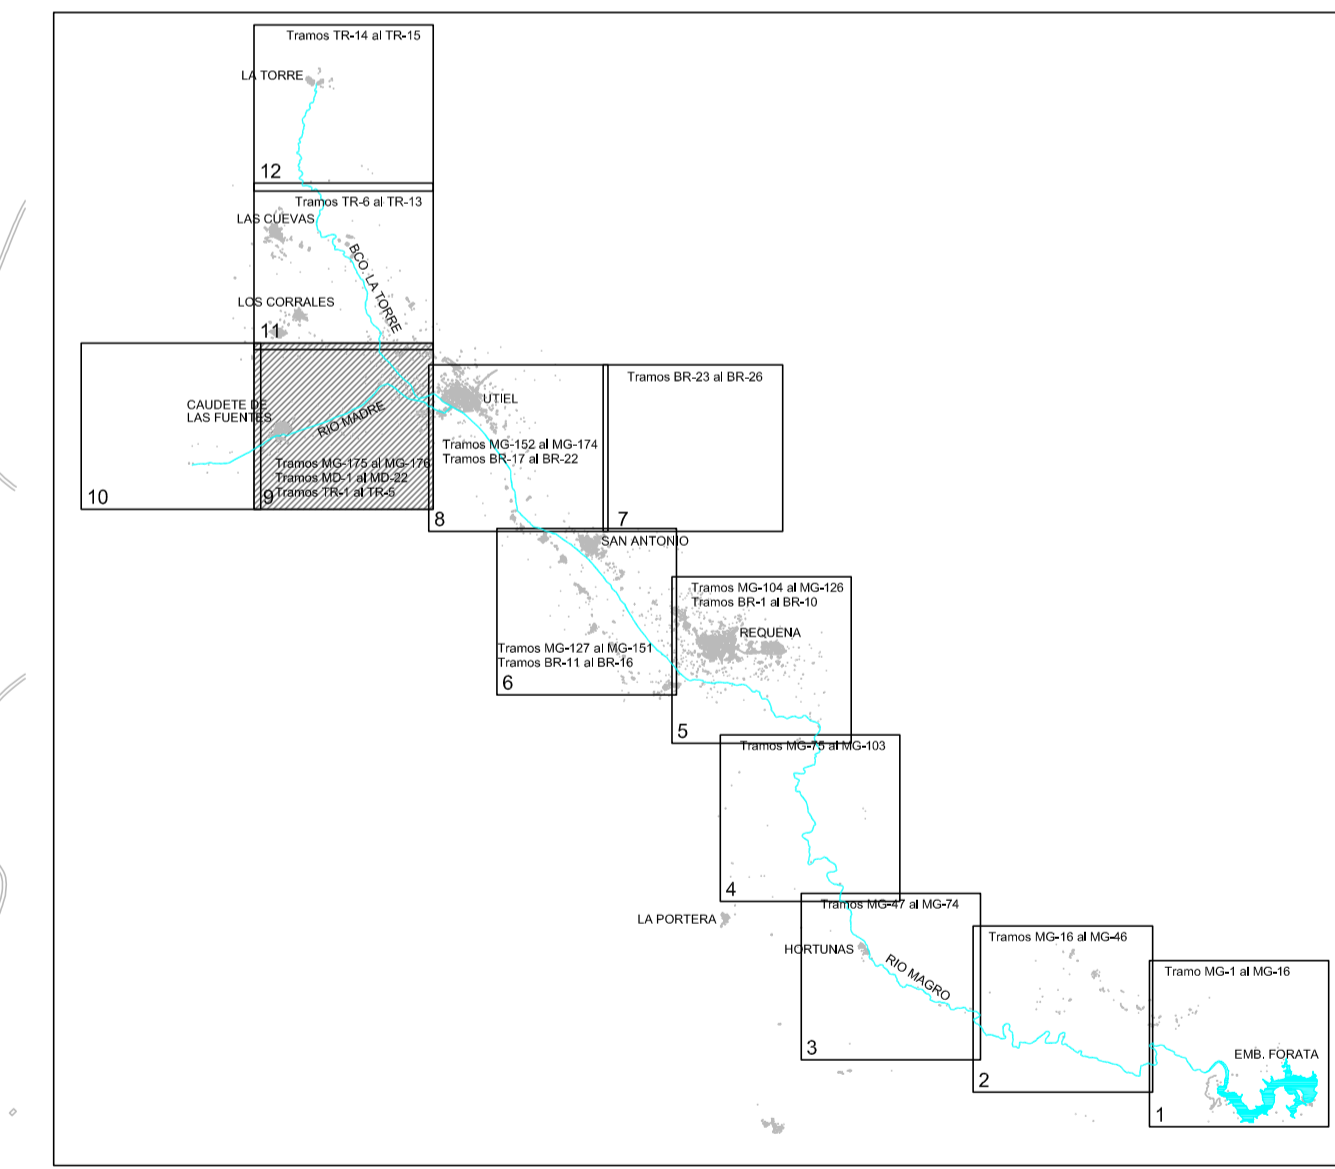 Tramos TR-14 al TR-15
LA TORRE
12
Tramos TR-6 al TR-13
LAS CUEVAS
BCO. LA TORRE
LOS CORRALES
11
Tramos BR-23 al BR-26
UTIEL
CAUDETE DE
LAS FUENTES
RIO MADRE
Tramos MG-152 al MG-174
Tramos BR-17 al BR-22
Tramos MG-175 al MG-176
Tramos MD-1 al MD-22
Tramos TR-1 al TR-5
10
9
8
7
SAN ANTONIO
Tramos MG-104 al MG-126
Tramos BR-1 al BR-10
REQUENA
Tramos MG-127 al MG-151
Tramos BR-11 al BR-16
6
5
Tramos MG-75 al MG-103
4
Tramos MG-47 al MG-74
LA PORTERA
HORTUNAS
RIO MAGRO
Tramos MG-16 al MG-46
Tramo MG-1 al MG-16
3
EMB. FORATA
2
1